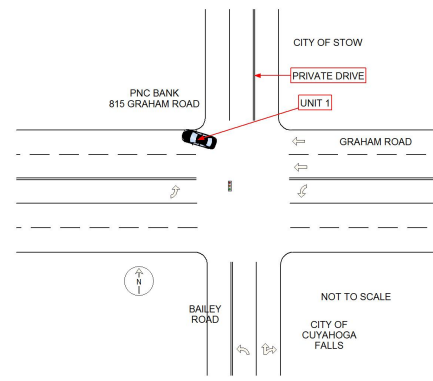 CITY OF STOW
PRIVATE DRIVE
PNC BANK
815 GRAHAM ROAD
UNIT 1
GRAHAM ROAD
N
BAILEY
ROAD
NOT TO SCALE
CITY OF
CUYAHOGA
FALLS